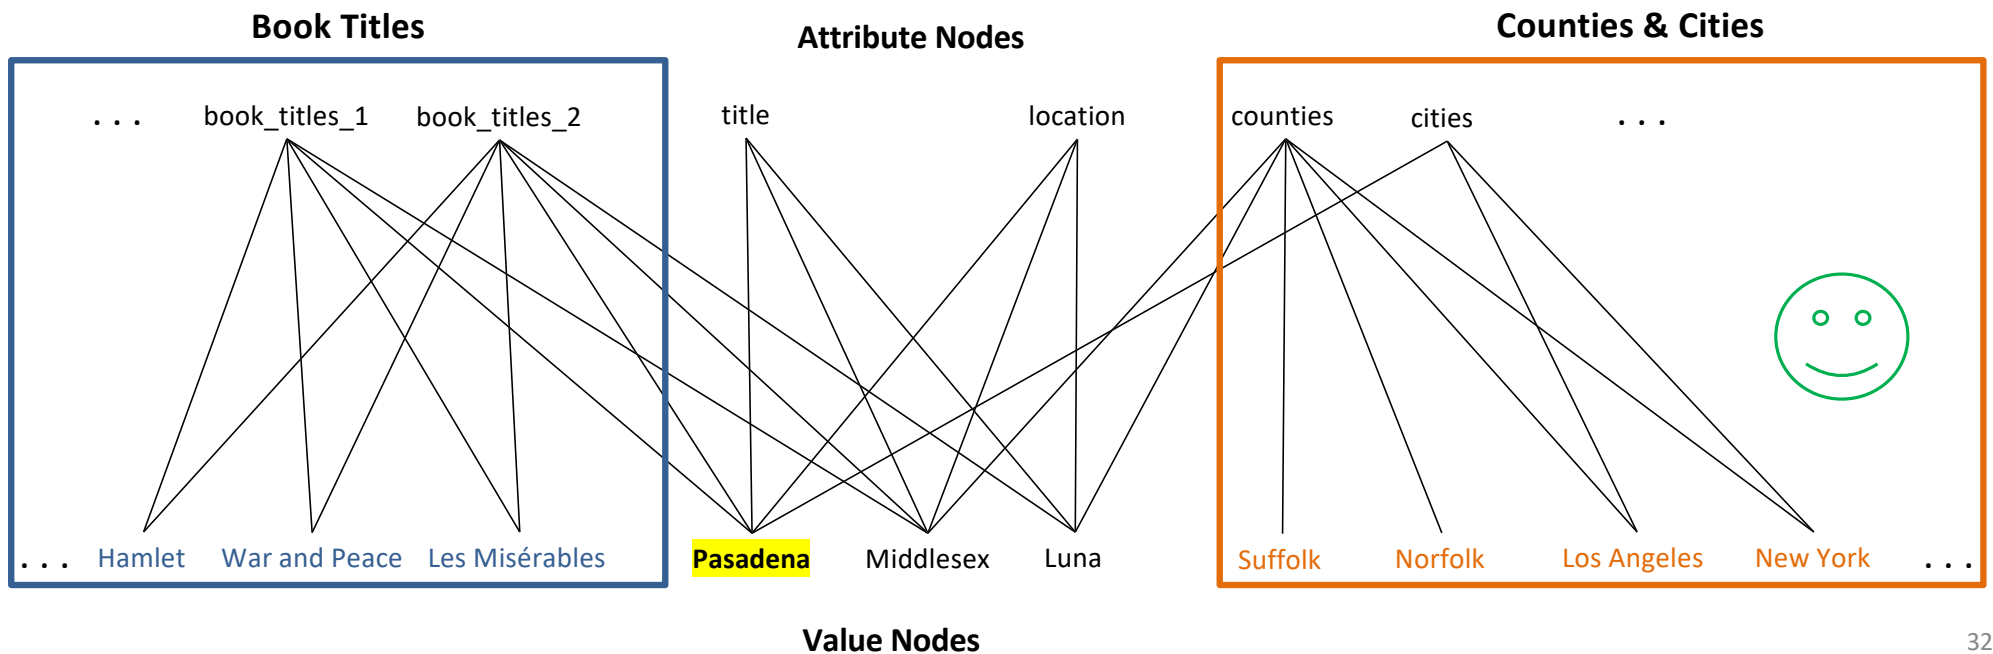 Book Titles
Attribute Nodes
Counties & Cities
. . . book_titles_1 book_titles_2 title location counties cities . . .
. . . Hamlet War and Peace Les Misérables Pasadena Middlesex Luna Suffolk Norfolk Los Angeles New York . . .
Value Nodes
32